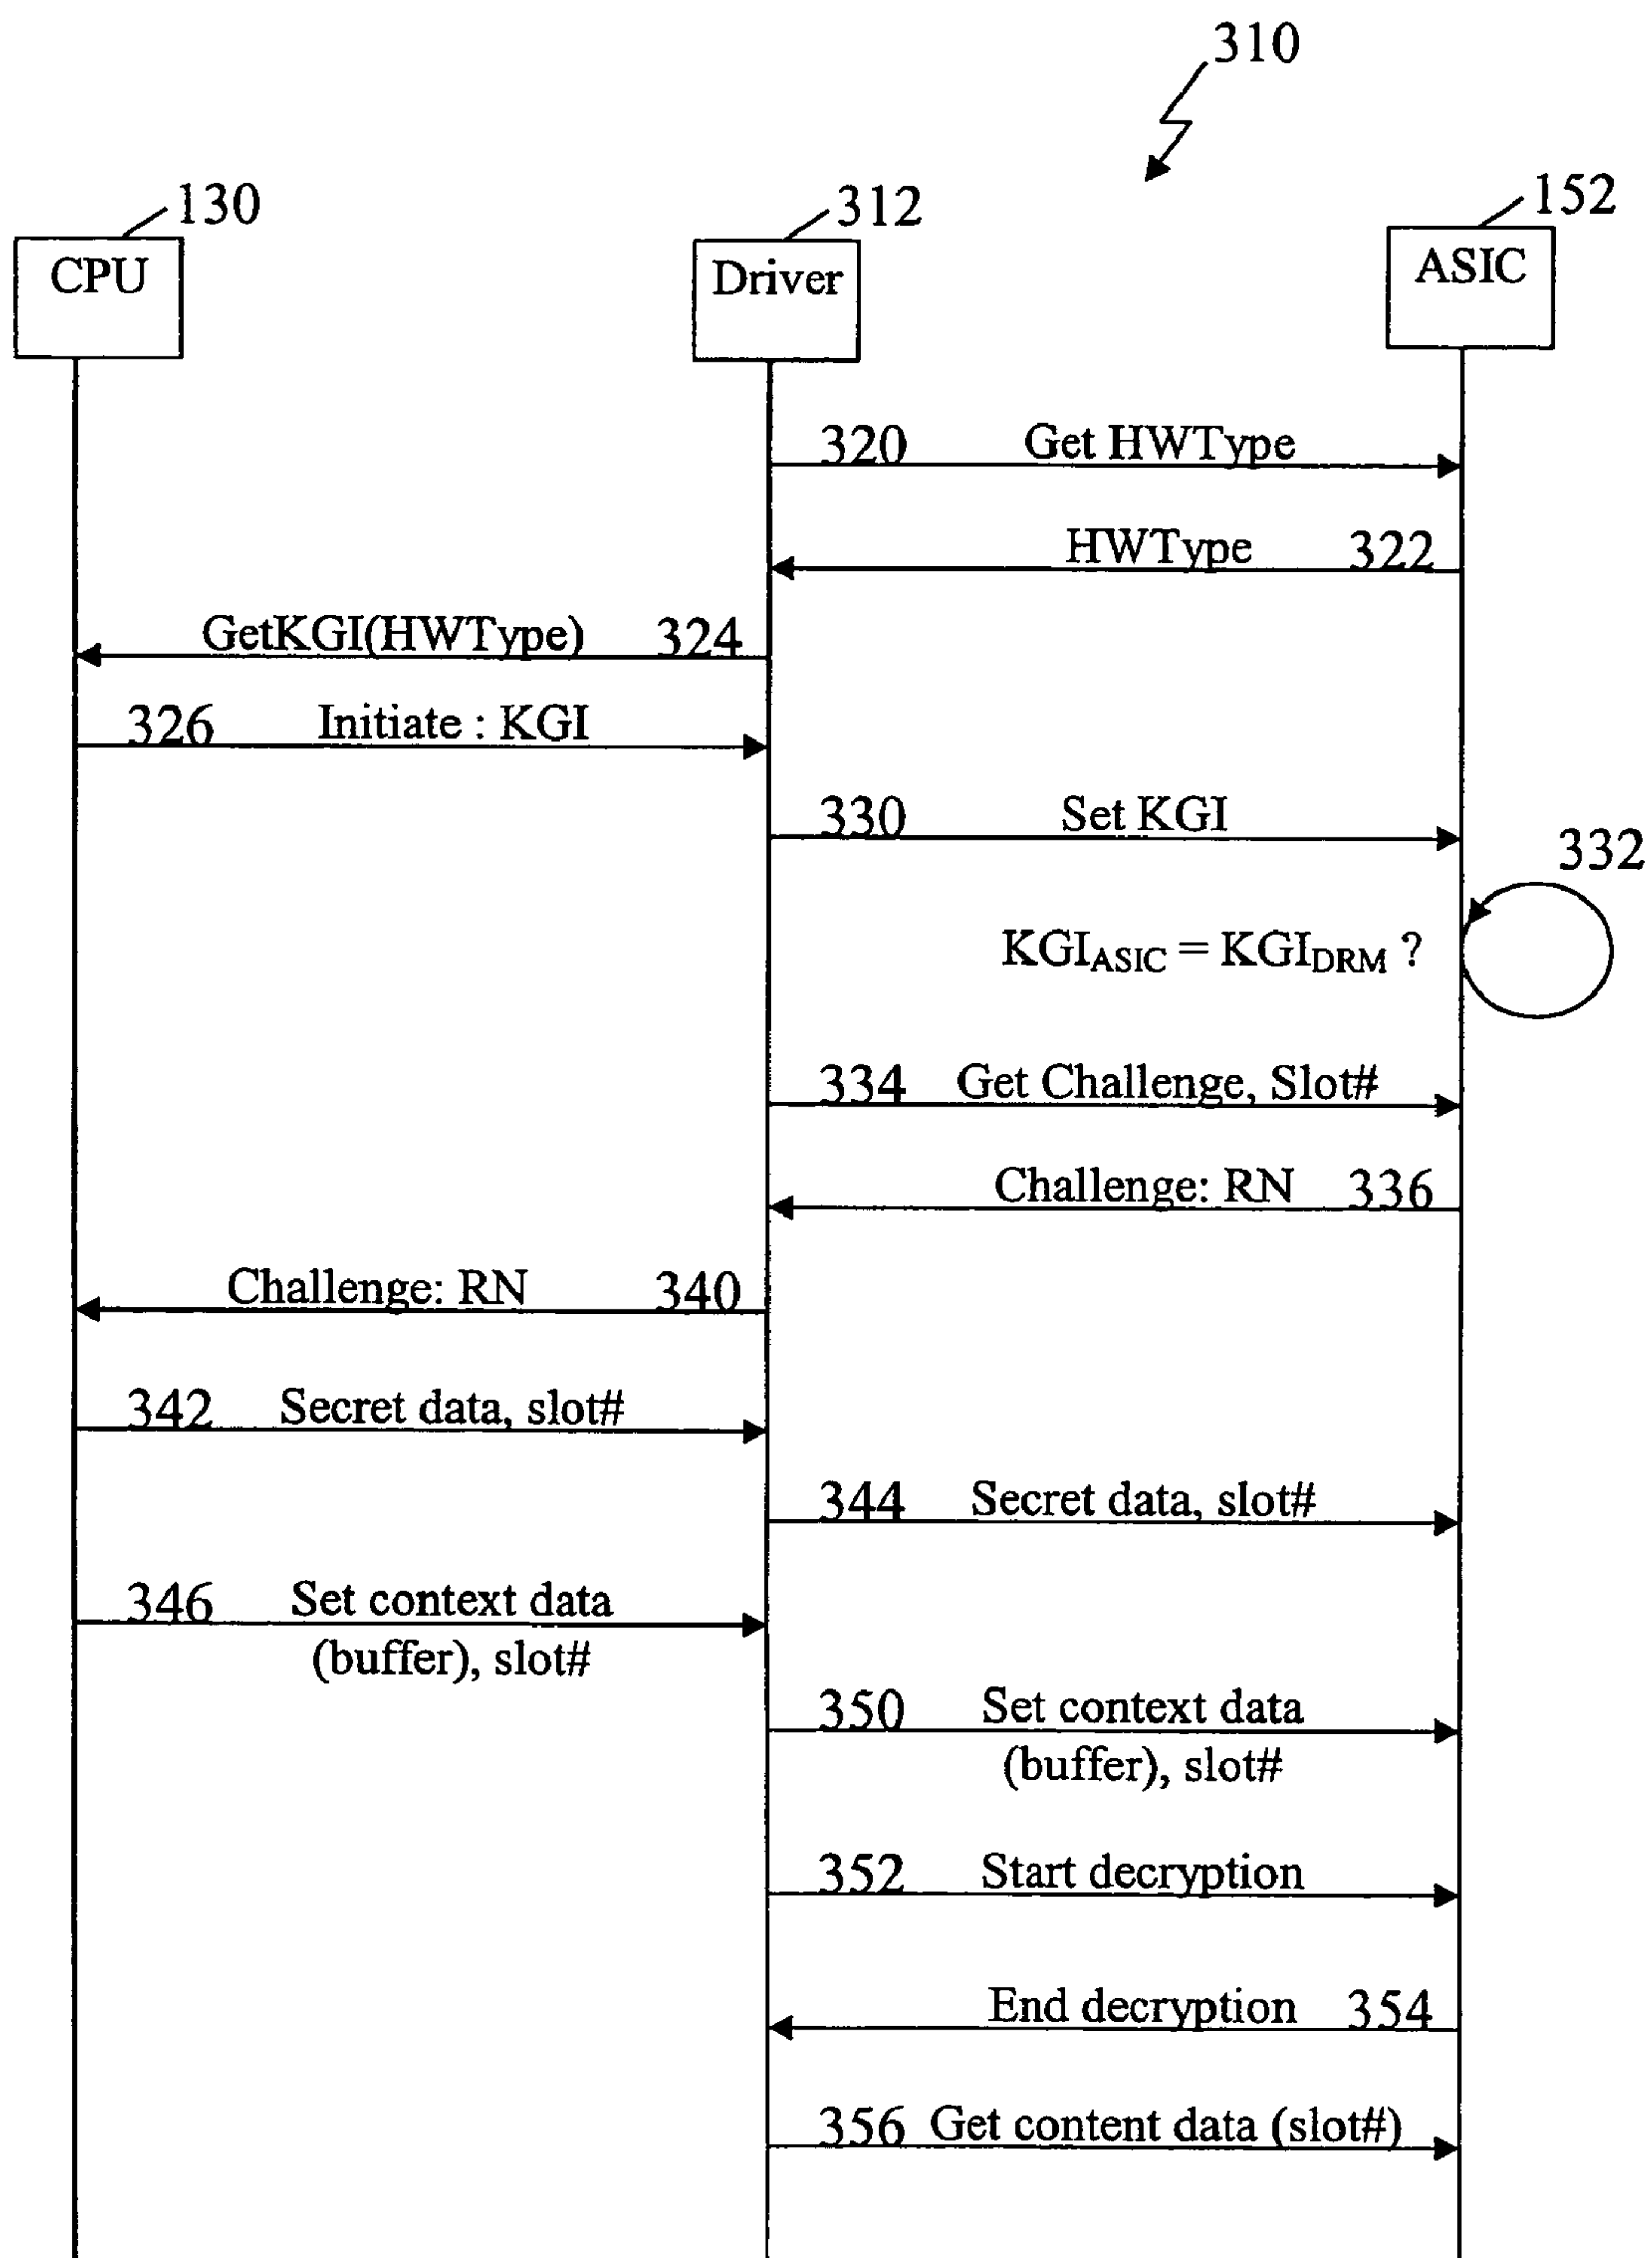 310
130
312
152
CPU
Driver
ASIC
320 Get HWType
HWType 322
GetKGI(HWType) 324
326 Initiate : KGI
330 Set KGI
332
KGI_ASIC = KGI_DRM ?
334 Get Challenge, Slot#
Challenge: RN 336
Challenge: RN 340
342 Secret data, slot#
344 Secret data, slot#
346 Set context data
(buffer), slot#
350 Set context data
(buffer), slot#
352 Start decryption
End decryption 354
356 Get content data (slot#)